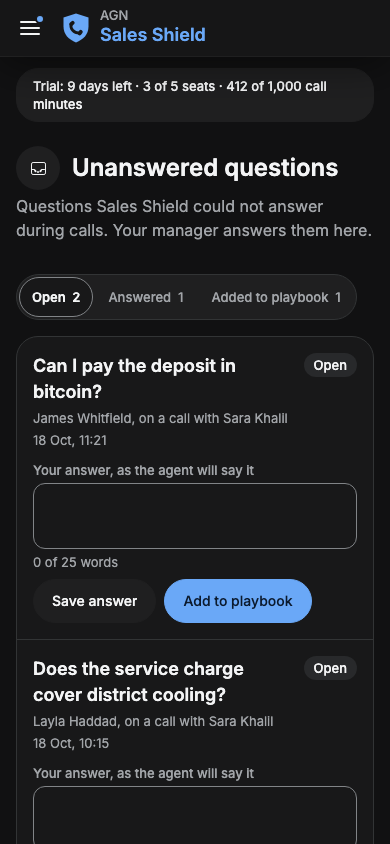 AGN
Sales Shield
Trial: 9 days left · 3 of 5 seats · 412 of 1,000 call
minutes
Unanswered questions
Questions Sales Shield could not answer
during calls. Your manager answers them here.
Open 2
Answered 1
Added to playbook 1
Can I pay the deposit in
bitcoin?
Open
James Whitfield, on a call with Sara Khalil
18 Oct, 11:21
Your answer, as the agent will say it
0 of 25 words
Save answer
Add to playbook
Does the service charge
cover district cooling?
Open
Layla Haddad, on a call with Sara Khalil
18 Oct, 10:15
Your answer, as the agent will say it